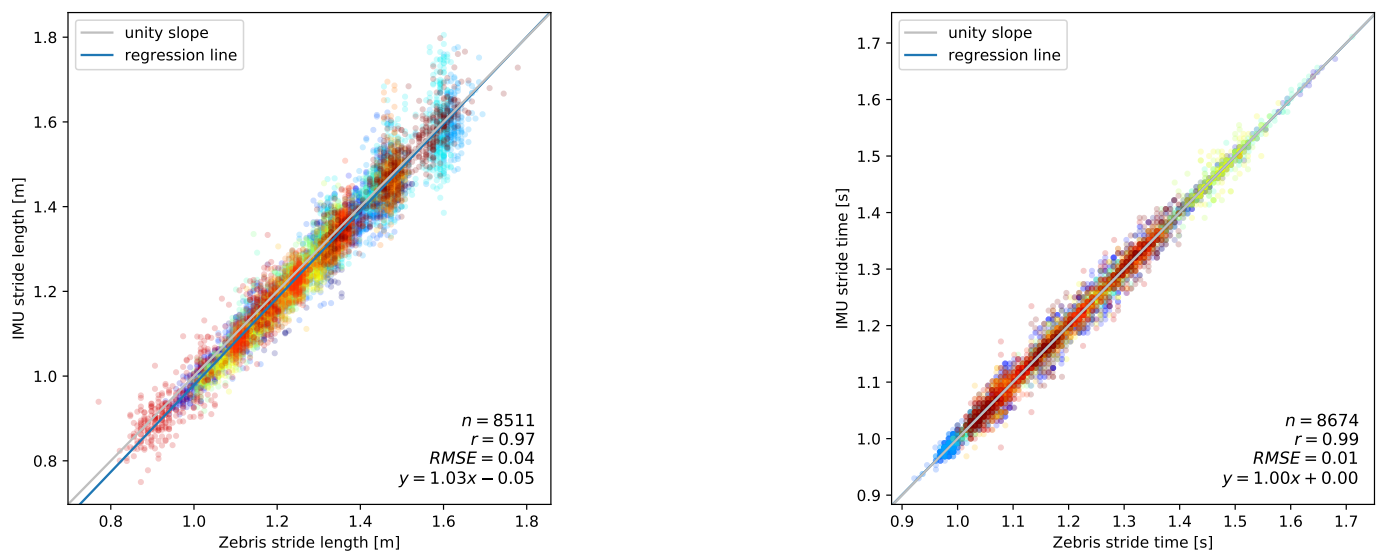 unity slope
regression line
1.8
1.6
1.4
1.2
1.0
0.8
IMU stride length [m]
n = 8511
r = 0.97
RMSE = 0.04
y = 1.03x − 0.05
0.8 1.0 1.2 1.4 1.6 1.8
Zebris stride length [m]
unity slope
regression line
1.7
1.6
1.5
1.4
1.3
1.2
1.1
1.0
0.9
IMU stride time [s]
n = 8674
r = 0.99
RMSE = 0.01
y = 1.00x + 0.00
0.9 1.0 1.1 1.2 1.3 1.4 1.5 1.6 1.7
Zebris stride time [s]